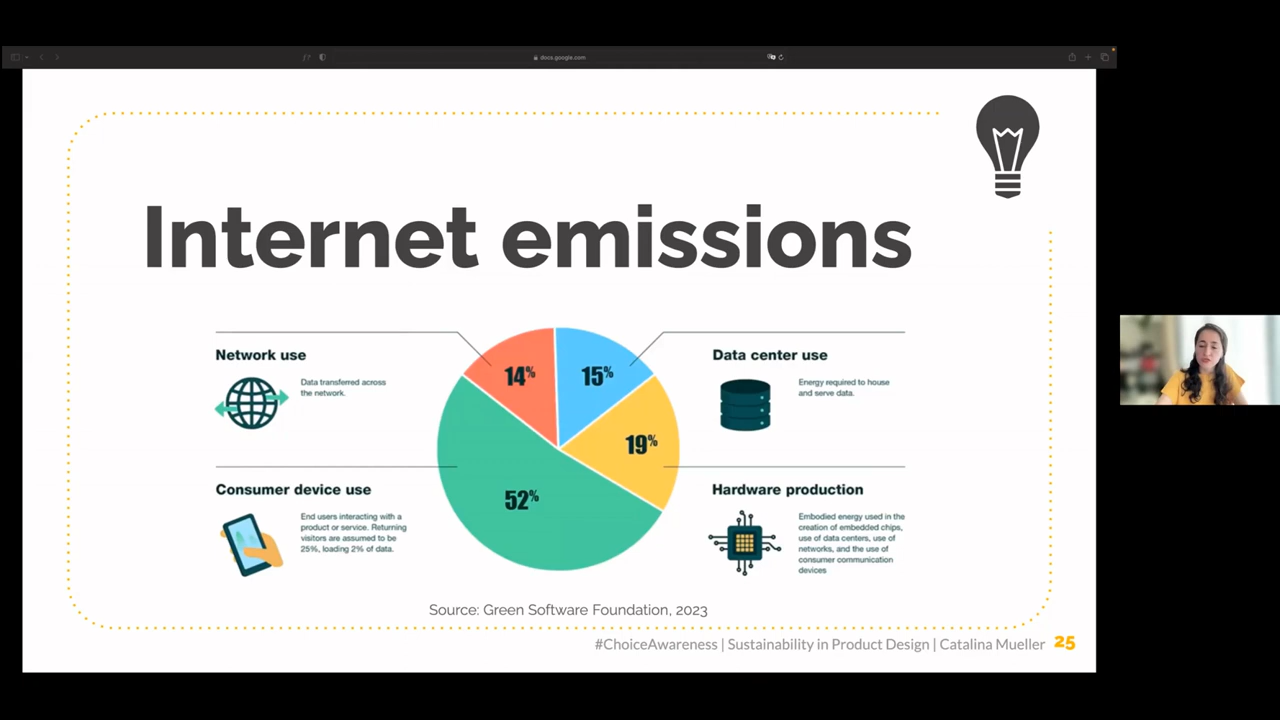 docs.google.com
Internet emissions
Network use
Data transferred across
the network.
14%
15%
Data center use
Energy required to house
and serve data.
19%
52%
Consumer device use
End users interacting with a
product or service. Returning
visitors are assumed to be
25%, loading 2% of data.
Hardware production
Embodied energy used in the
creation of embedded chips,
use of data centers, use of
networks, and the use of
consumer communication
devices
Source: Green Software Foundation, 2023
#ChoiceAwareness | Sustainability in Product Design | Catalina Mueller 25